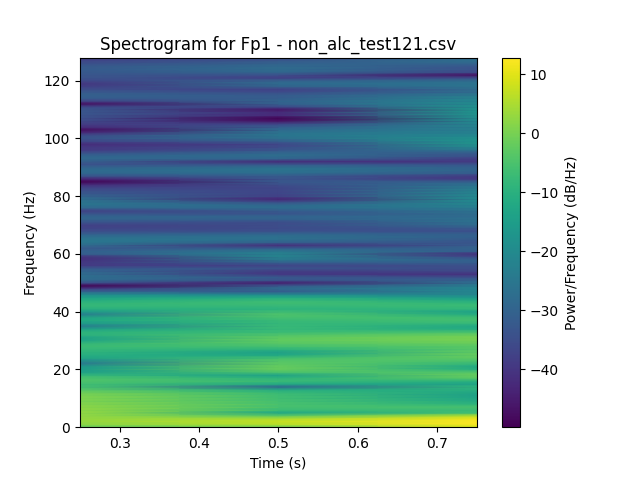 Spectrogram for Fp1 - non_alc_test121.csv
Frequency (Hz)
120
100
80
60
40
20
0
0.3 0.4 0.5 0.6 0.7
Time (s)
10
0
−10
−20
−30
−40
Power/Frequency (dB/Hz)